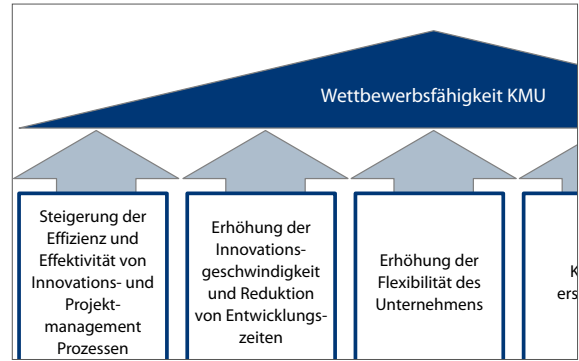 Wettbewerbsfähigkeit KMU
Steigerung der
Effizienz und
Effektivität von
Innovations- und
Projekt-
management
Prozessen
Erhöhung der
Innovations-
geschwindigkeit
und Reduktion
von Entwicklungs-
zeiten
Erhöhung der
Flexibilität des
Unternehmens